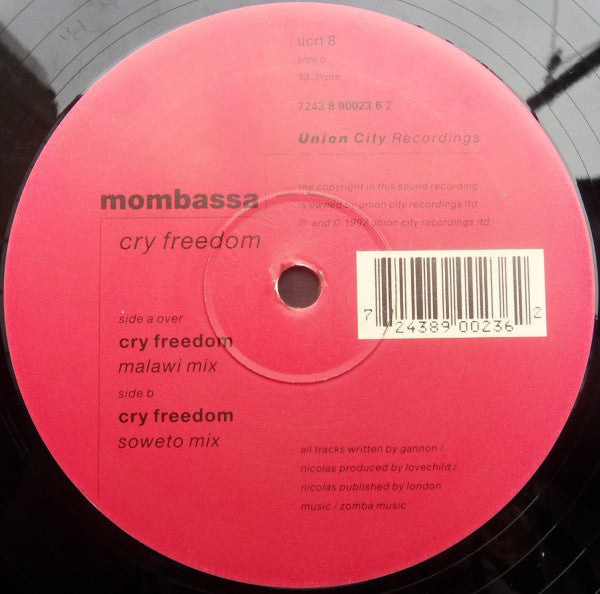 ucrt 8
side b
33.3rpm
7243 8 90023 6 2
Union City Recordings
the copyright in this sound recording
is owned by union city recordings ltd
℗ and © 1992 union city recordings ltd
mombassa
cry freedom
7 24389 00236 2
side a over
cry freedom
malawi mix
side b
cry freedom
soweto mix
all tracks written by gannon /
nicolas produced by lovechild /
nicolas published by london
music / zomba music